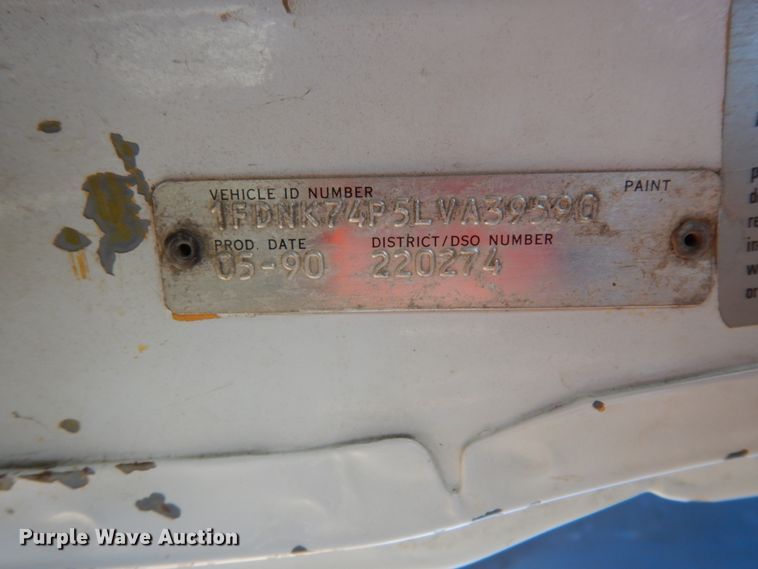 VEHICLE ID NUMBER PAINT
1FDNK74P5LVA39590
PROD. DATE DISTRICT/DSO NUMBER
05-90 220274
Purple Wave Auction